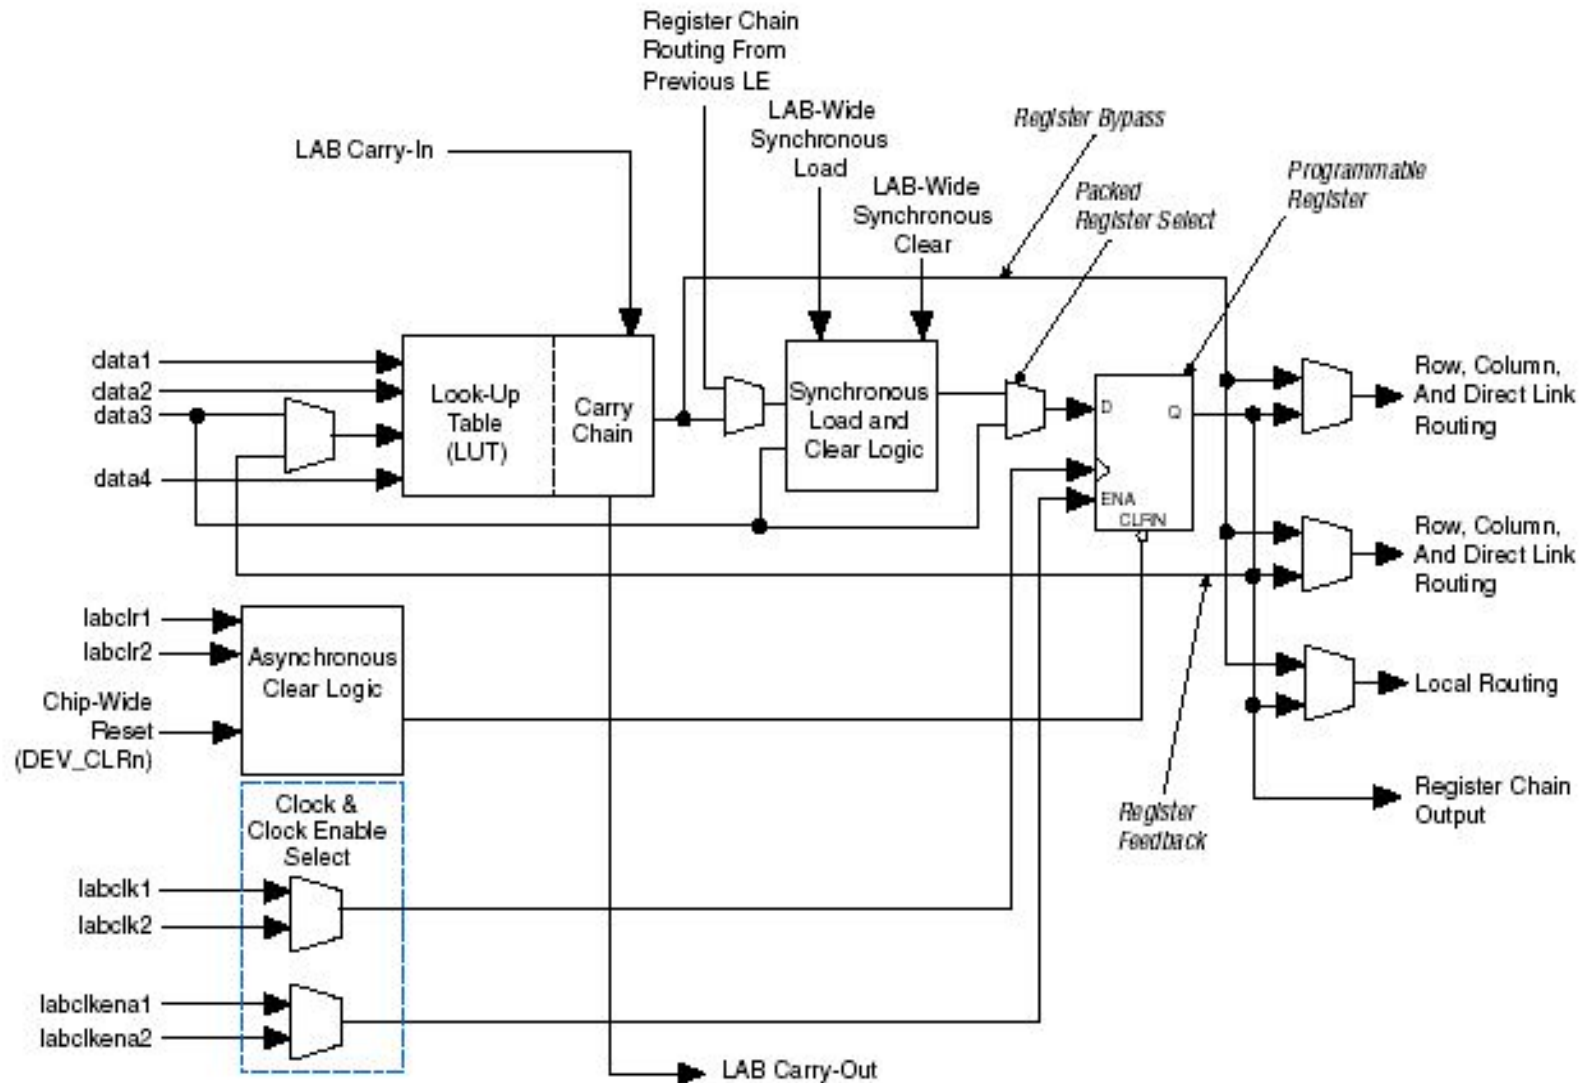 Register Chain
Routing From
Previous LE
LAB-Wide
Synchronous
Load
Register Bypass
LAB Carry-In
LAB-Wide
Synchronous
Clear
Packed
Register Select
Programmable
Register
data1
data2
data3
data4
Look-Up
Table
(LUT)
Carry
Chain
Synchronous
Load and
Clear Logic
D
Q
ENA
CLRN
Row, Column,
And Direct Link
Routing
Row, Column,
And Direct Link
Routing
Local Routing
Register Chain
Output
Register
Feedback
labclr1
labclr2
Chip-Wide
Reset
(DEV_CLRn)
Asynchronous
Clear Logic
Clock &
Clock Enable
Select
labclk1
labclk2
labclkena1
labclkena2
LAB Carry-Out